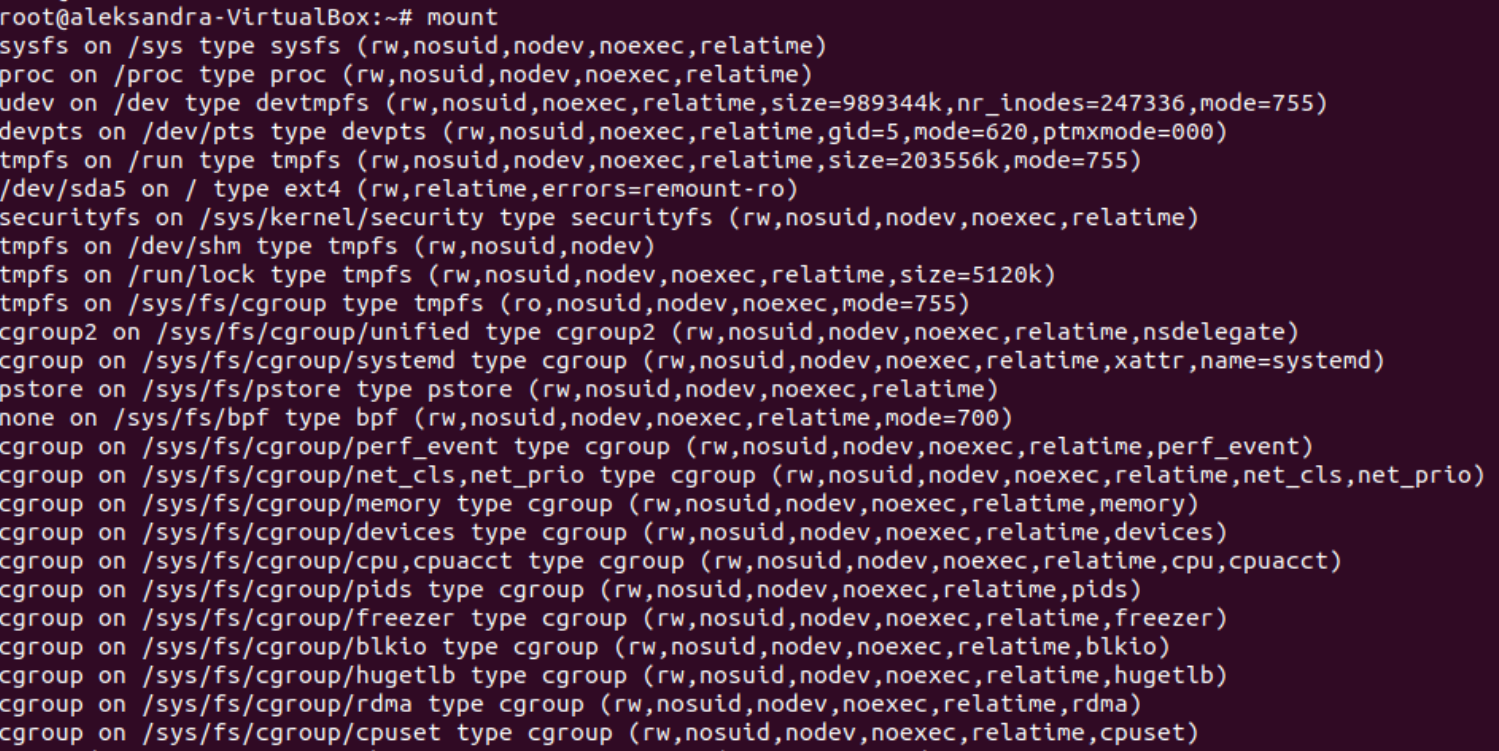 root@aleksandra-VirtualBox:~# mount
sysfs on /sys type sysfs (rw,nosuid,nodev,noexec,relatime)
proc on /proc type proc (rw,nosuid,nodev,noexec,relatime)
udev on /dev type devtmpfs (rw,nosuid,noexec,relatime,size=989344k,nr_inodes=247336,mode=755)
devpts on /dev/pts type devpts (rw,nosuid,noexec,relatime,gid=5,mode=620,ptmxmode=000)
tmpfs on /run type tmpfs (rw,nosuid,nodev,noexec,relatime,size=203556k,mode=755)
/dev/sda5 on / type ext4 (rw,relatime,errors=remount-ro)
securityfs on /sys/kernel/security type securityfs (rw,nosuid,nodev,noexec,relatime)
tmpfs on /dev/shm type tmpfs (rw,nosuid,nodev)
tmpfs on /run/lock type tmpfs (rw,nosuid,nodev,noexec,relatime,size=5120k)
tmpfs on /sys/fs/cgroup type tmpfs (ro,nosuid,nodev,noexec,mode=755)
cgroup2 on /sys/fs/cgroup/unified type cgroup2 (rw,nosuid,nodev,noexec,relatime,nsdelegate)
cgroup on /sys/fs/cgroup/systemd type cgroup (rw,nosuid,nodev,noexec,relatime,xattr,name=systemd)
pstore on /sys/fs/pstore type pstore (rw,nosuid,nodev,noexec,relatime)
none on /sys/fs/bpf type bpf (rw,nosuid,nodev,noexec,relatime,mode=700)
cgroup on /sys/fs/cgroup/perf_event type cgroup (rw,nosuid,nodev,noexec,relatime,perf_event)
cgroup on /sys/fs/cgroup/net_cls,net_prio type cgroup (rw,nosuid,nodev,noexec,relatime,net_cls,net_prio)
cgroup on /sys/fs/cgroup/memory type cgroup (rw,nosuid,nodev,noexec,relatime,memory)
cgroup on /sys/fs/cgroup/devices type cgroup (rw,nosuid,nodev,noexec,relatime,devices)
cgroup on /sys/fs/cgroup/cpu,cpuacct type cgroup (rw,nosuid,nodev,noexec,relatime,cpu,cpuacct)
cgroup on /sys/fs/cgroup/pids type cgroup (rw,nosuid,nodev,noexec,relatime,pids)
cgroup on /sys/fs/cgroup/freezer type cgroup (rw,nosuid,nodev,noexec,relatime,freezer)
cgroup on /sys/fs/cgroup/blkio type cgroup (rw,nosuid,nodev,noexec,relatime,blkio)
cgroup on /sys/fs/cgroup/hugetlb type cgroup (rw,nosuid,nodev,noexec,relatime,hugetlb)
cgroup on /sys/fs/cgroup/rdma type cgroup (rw,nosuid,nodev,noexec,relatime,rdma)
cgroup on /sys/fs/cgroup/cpuset type cgroup (rw,nosuid,nodev,noexec,relatime,cpuset)